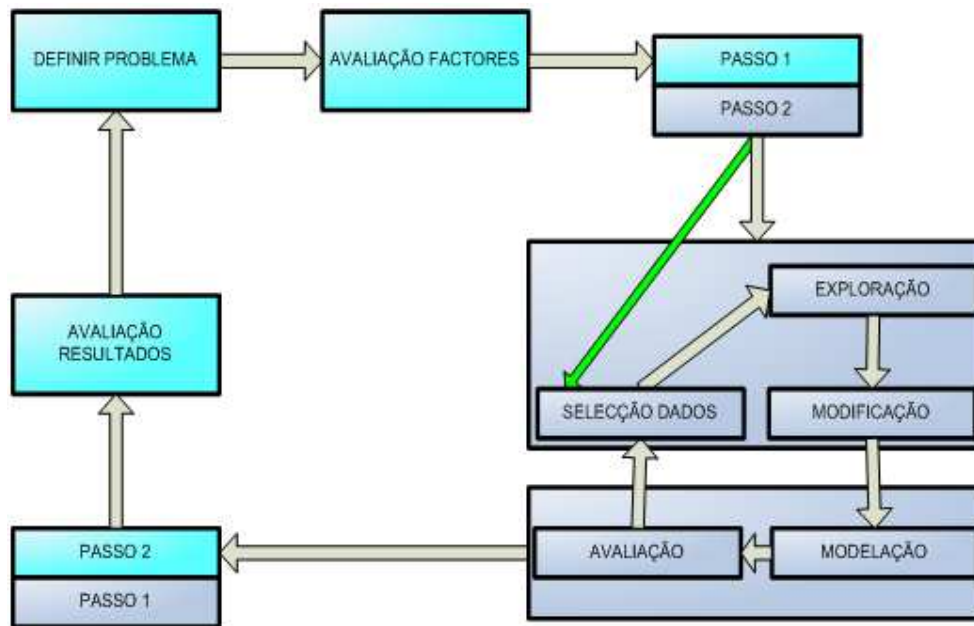 DEFINIR PROBLEMA
AVALIAÇÃO FACTORES
PASSO 1
PASSO 2
EXPLORAÇÃO
AVALIAÇÃO
RESULTADOS
SELECÇÃO DADOS
MODIFICAÇÃO
PASSO 2
AVALIAÇÃO
MODELAÇÃO
PASSO 1